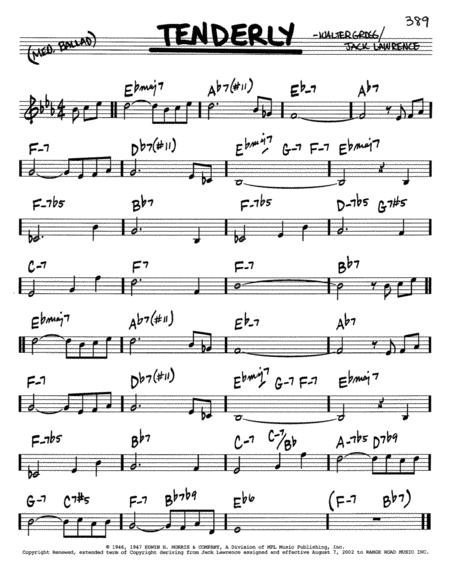 389
(MED. BALLAD) TENDERLY -WALTER GROSS/
JACK LAWRENCE
Ebmaj7 Ab7(#11) Eb-7 Ab7
F-7 Db7(#11) Ebmaj7 G-7 F-7 Ebmaj7
F-7b5 Bb7 F-7b5 D-7b5 G7#5
C-7 F7 F-7 Bb7
Ebmaj7 Ab7(#11) Eb-7 Ab7
F-7 Db7(#11) Ebmaj7 G-7 F-7 Ebmaj7
F-7b5 Bb7 C-7 C-7/Bb A-7b5 D7b9
G-7 C7#5 F-7 Bb7b9 Eb6 (F-7 Bb7)
© 1946, 1947 EDWIN H. MORRIS & COMPANY, A Division of MPL Music Publishing, Inc.
Copyright Renewed, extended term of Copyright deriving from Jack Lawrence assigned and effective August 7, 2002 to RANGE ROAD MUSIC INC.